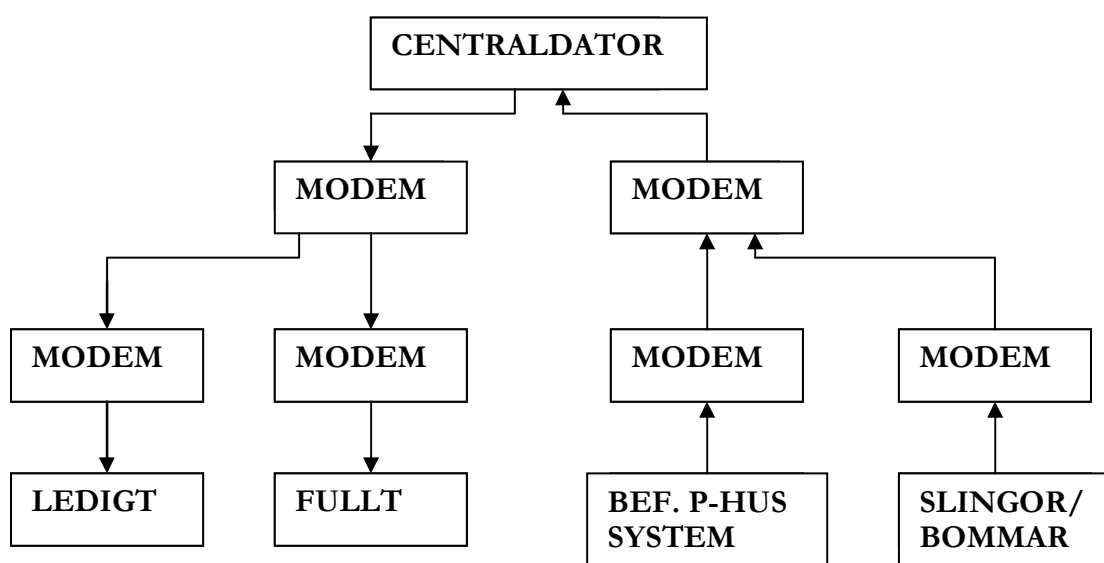 CENTRALDATOR
MODEM
MODEM
MODEM
MODEM
MODEM
MODEM
LEDIGT
FULLT
BEF. P-HUS
SYSTEM
SLINGOR/
BOMMAR